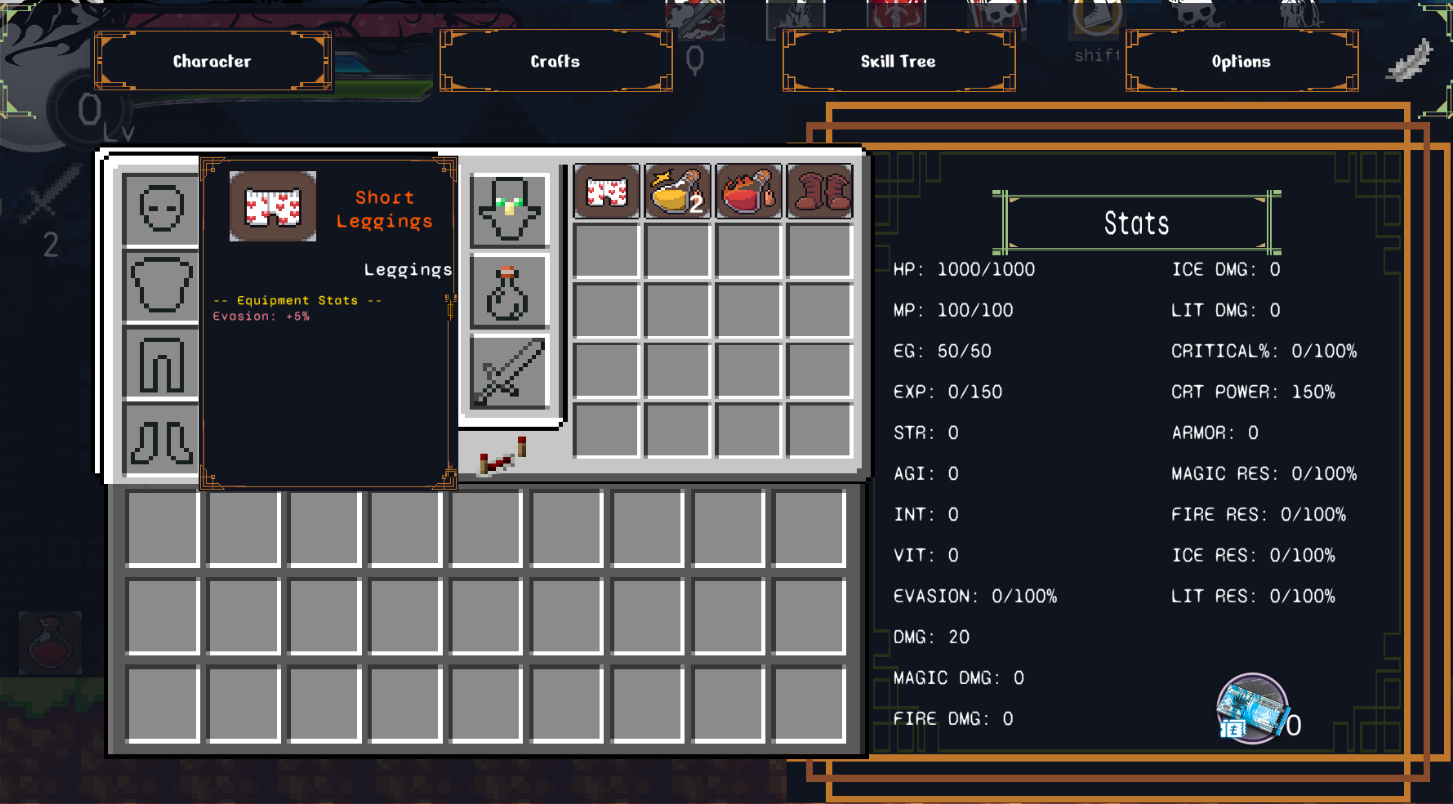 Character
Crafts
Skill Tree
Options
0
shift
0
Lv
2
Short
Leggings
Leggings
-- Equipment Stats --
Evasion: +5%
2
Stats
HP: 1000/1000
MP: 100/100
EG: 50/50
EXP: 0/150
STR: 0
AGI: 0
INT: 0
VIT: 0
EVASION: 0/100%
DMG: 20
MAGIC DMG: 0
FIRE DMG: 0
ICE DMG: 0
LIT DMG: 0
CRITICAL%: 0/100%
CRT POWER: 150%
ARMOR: 0
MAGIC RES: 0/100%
FIRE RES: 0/100%
ICE RES: 0/100%
LIT RES: 0/100%
0